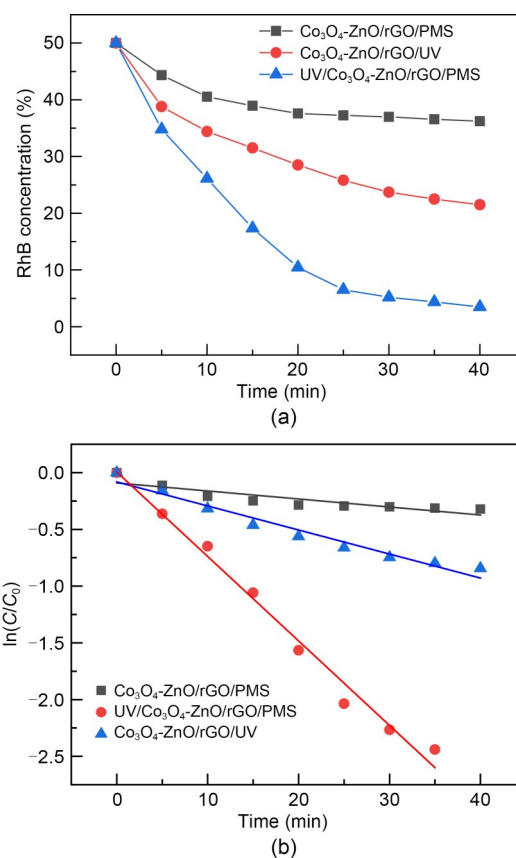 Co₃O₄-ZnO/rGO/PMS
Co₃O₄-ZnO/rGO/UV
UV/Co₃O₄-ZnO/rGO/PMS
RhB concentration (%)
50
40
30
20
10
0
0 10 20 30 40
Time (min)
(a)
ln(C/C₀)
0.0
−0.5
−1.0
−1.5
−2.0
−2.5
Co₃O₄-ZnO/rGO/PMS
UV/Co₃O₄-ZnO/rGO/PMS
Co₃O₄-ZnO/rGO/UV
0 10 20 30 40
Time (min)
(b)